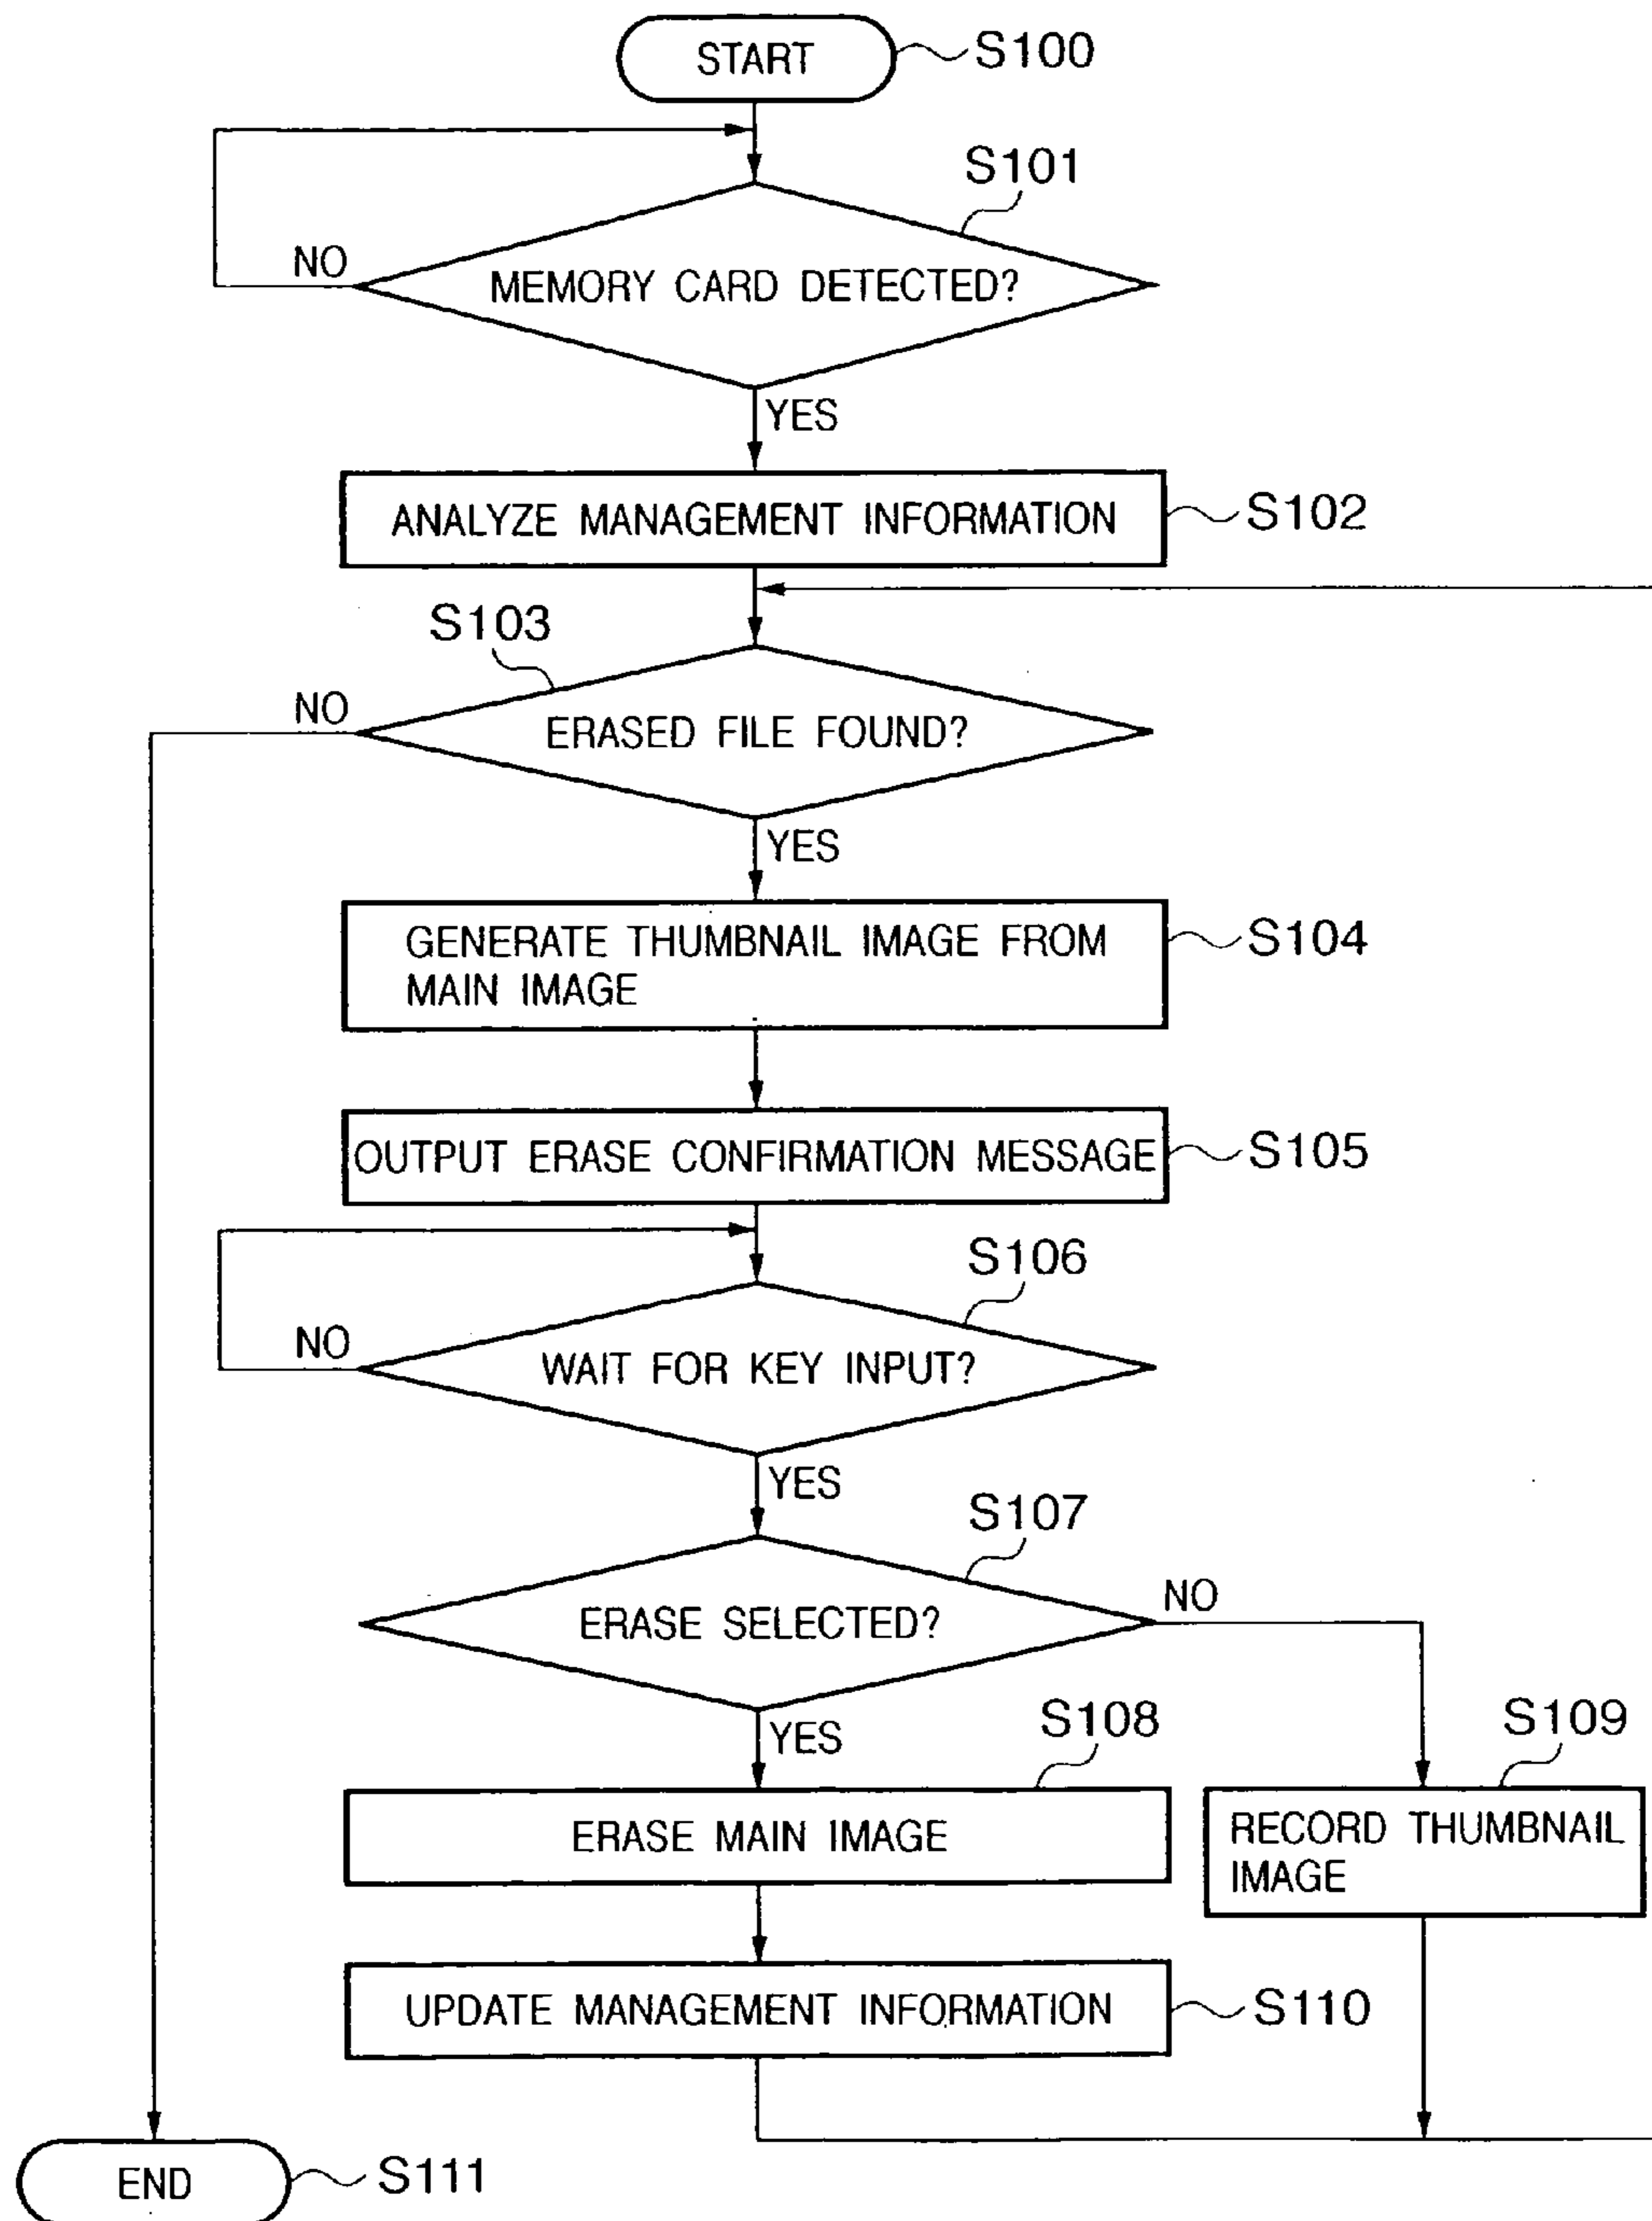 START
S100
S101
NO
MEMORY CARD DETECTED?
YES
ANALYZE MANAGEMENT INFORMATION
S102
S103
NO
ERASED FILE FOUND?
YES
GENERATE THUMBNAIL IMAGE FROM
MAIN IMAGE
S104
OUTPUT ERASE CONFIRMATION MESSAGE
S105
S106
NO
WAIT FOR KEY INPUT?
YES
S107
NO
ERASE SELECTED?
YES
S108
S109
ERASE MAIN IMAGE
RECORD THUMBNAIL
IMAGE
UPDATE MANAGEMENT INFORMATION
S110
END
S111